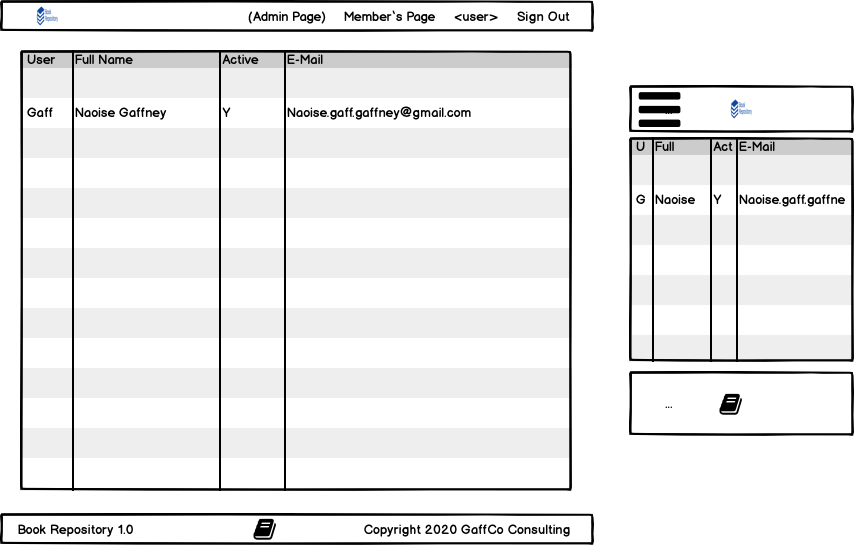 Book Repository
(Admin Page) Member`s Page <user> Sign Out
User Full Name Active E-Mail
Gaff Naoise Gaffney Y Naoise.gaff.gaffney@gmail.com
Book Repository 1.0 Copyright 2020 GaffCo Consulting
...
Book Repository
U Full Act E-Mail
G Naoise Y Naoise.gaff.gaffne
...